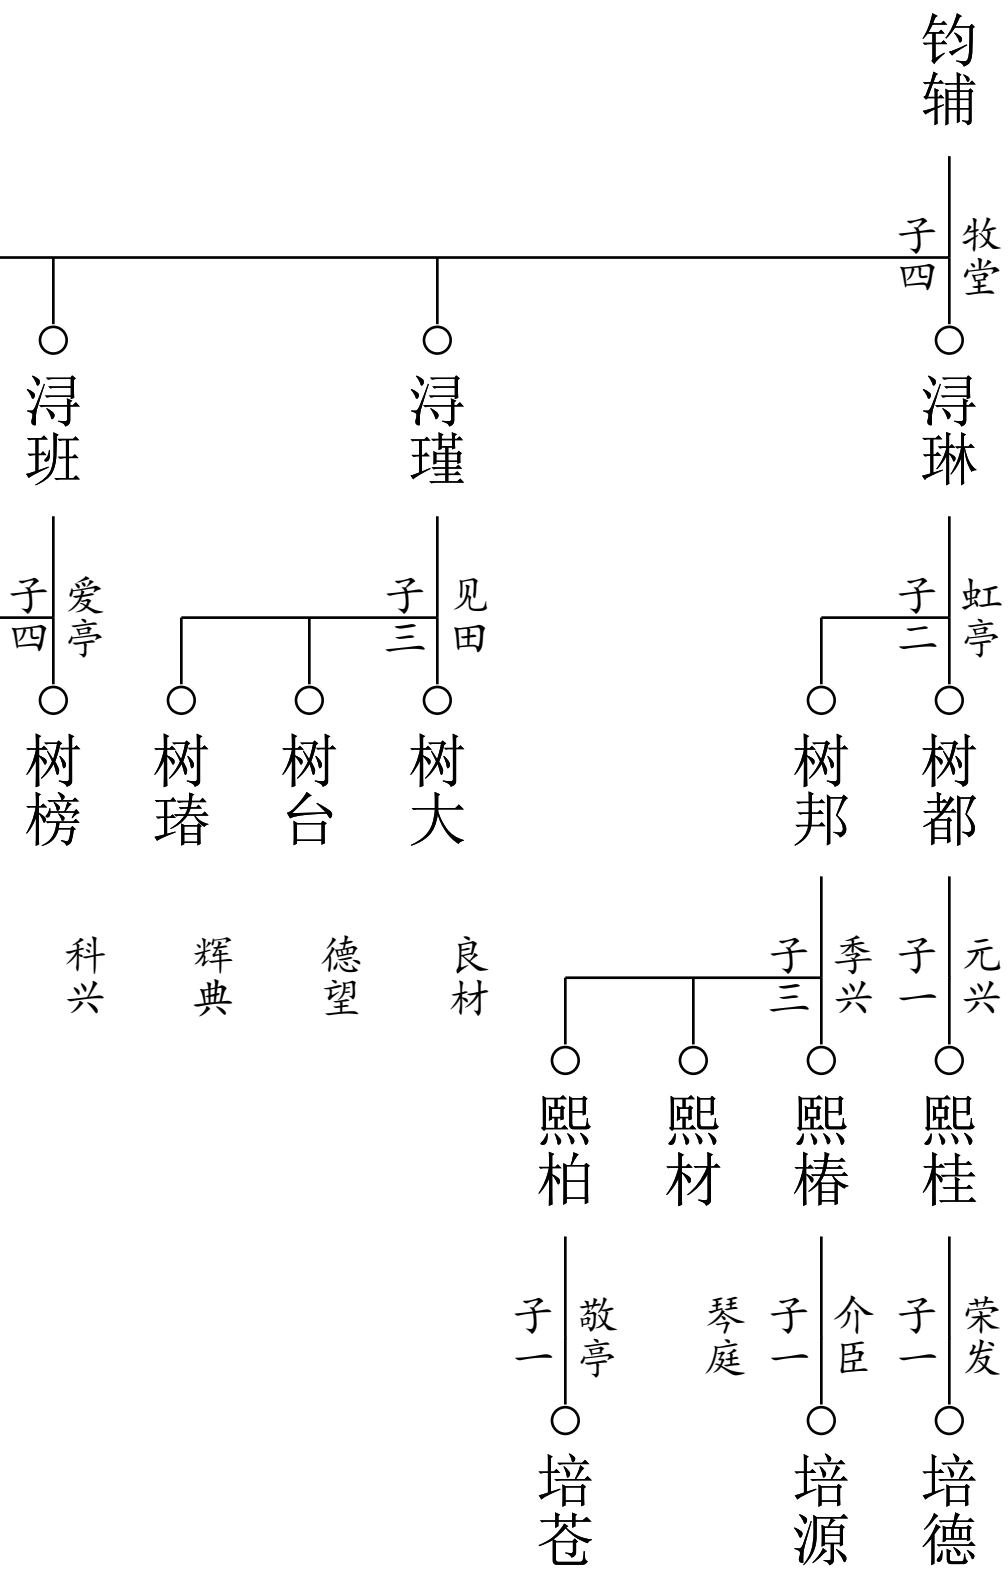 钧辅
牧堂
子四
浔琳
浔瑾
浔班
虹亭
子二
见田
子三
爱亭
子四
树都
树邦
树大
树台
树瑃
树榜
元兴
子一
季兴
子三
良材
德望
辉典
科兴
熙桂
熙椿
熙材
熙柏
荣发
子一
介臣
子一
琴庭
敬亭
子一
培德
培源
培苍